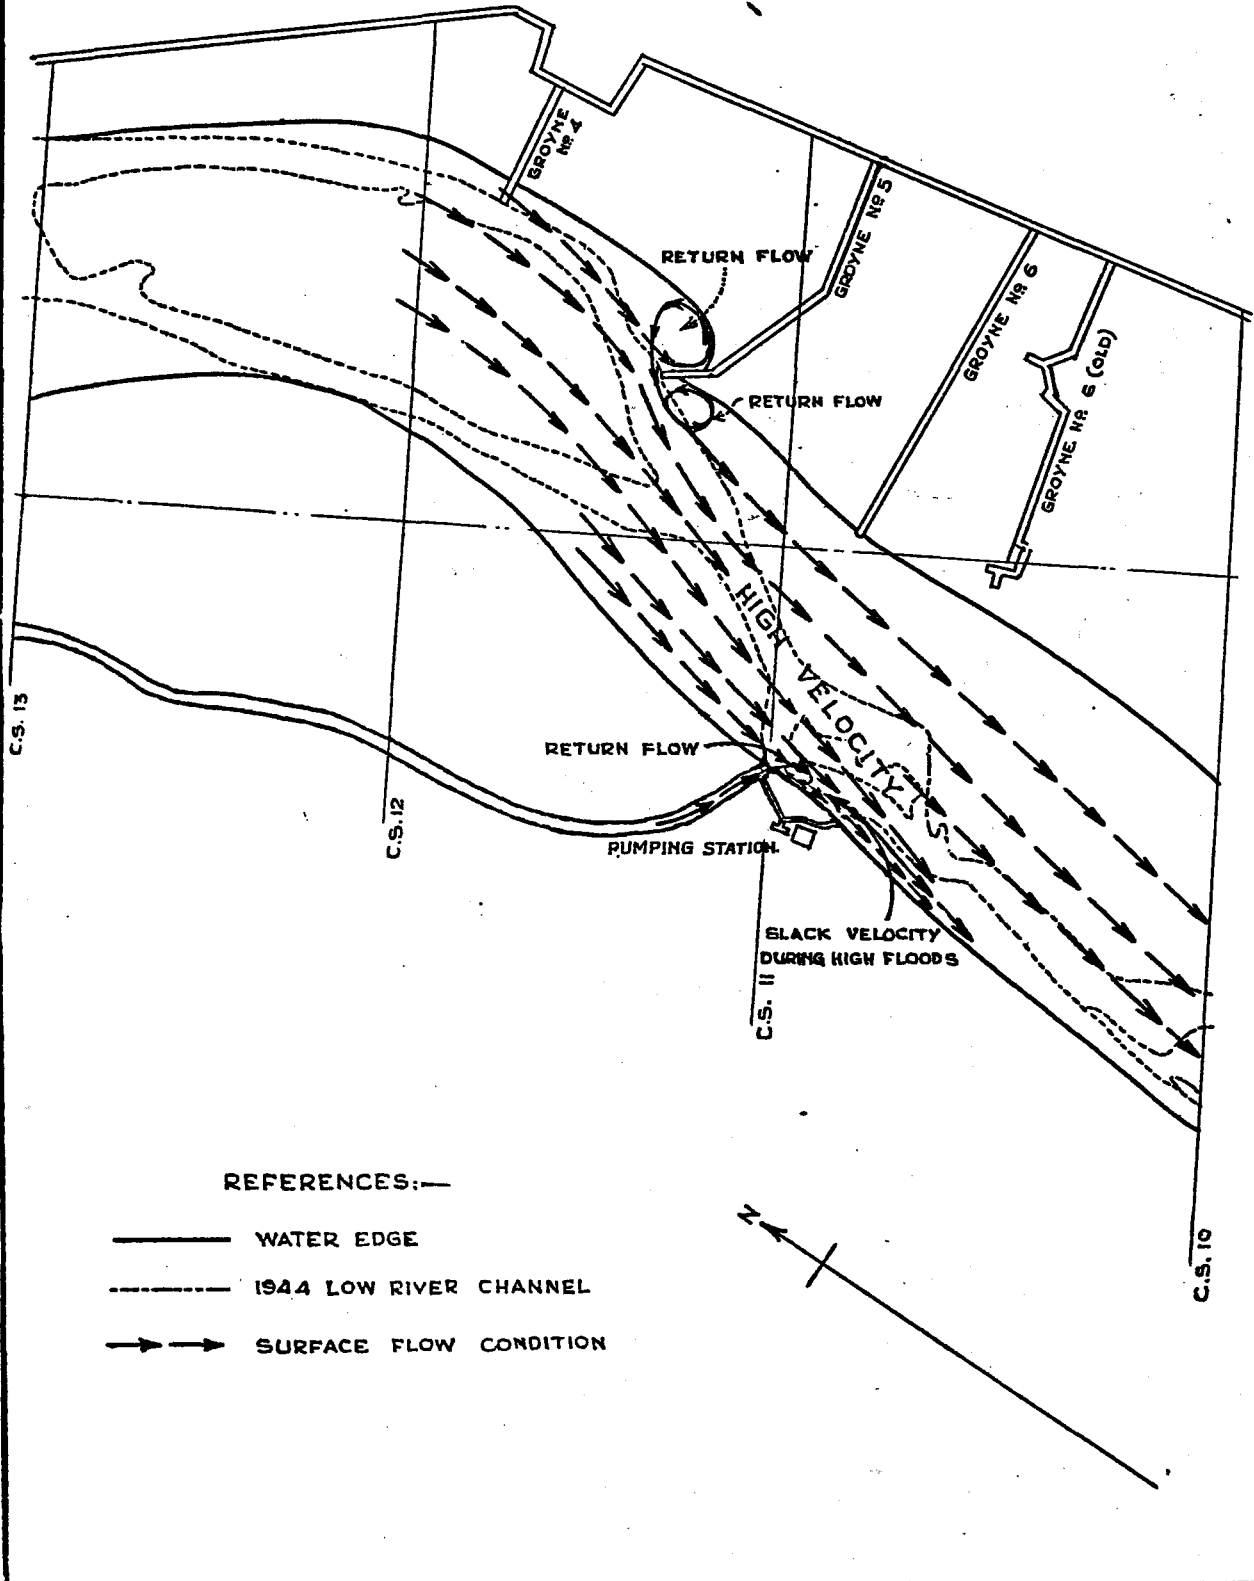 GROYNE
Nº 4
RETURN FLOW
GROYNE Nº 5
GROYNE Nº 6
GROYNE Nº 6 (OLD)
RETURN FLOW
HIGH VELOCITY
C.S. 13
RETURN FLOW
C.S. 12
PUMPING STATION.
SLACK VELOCITY
DURING HIGH FLOODS
C.S. 11
REFERENCES:—
WATER EDGE
1944 LOW RIVER CHANNEL
SURFACE FLOW CONDITION
N
C.S. 10